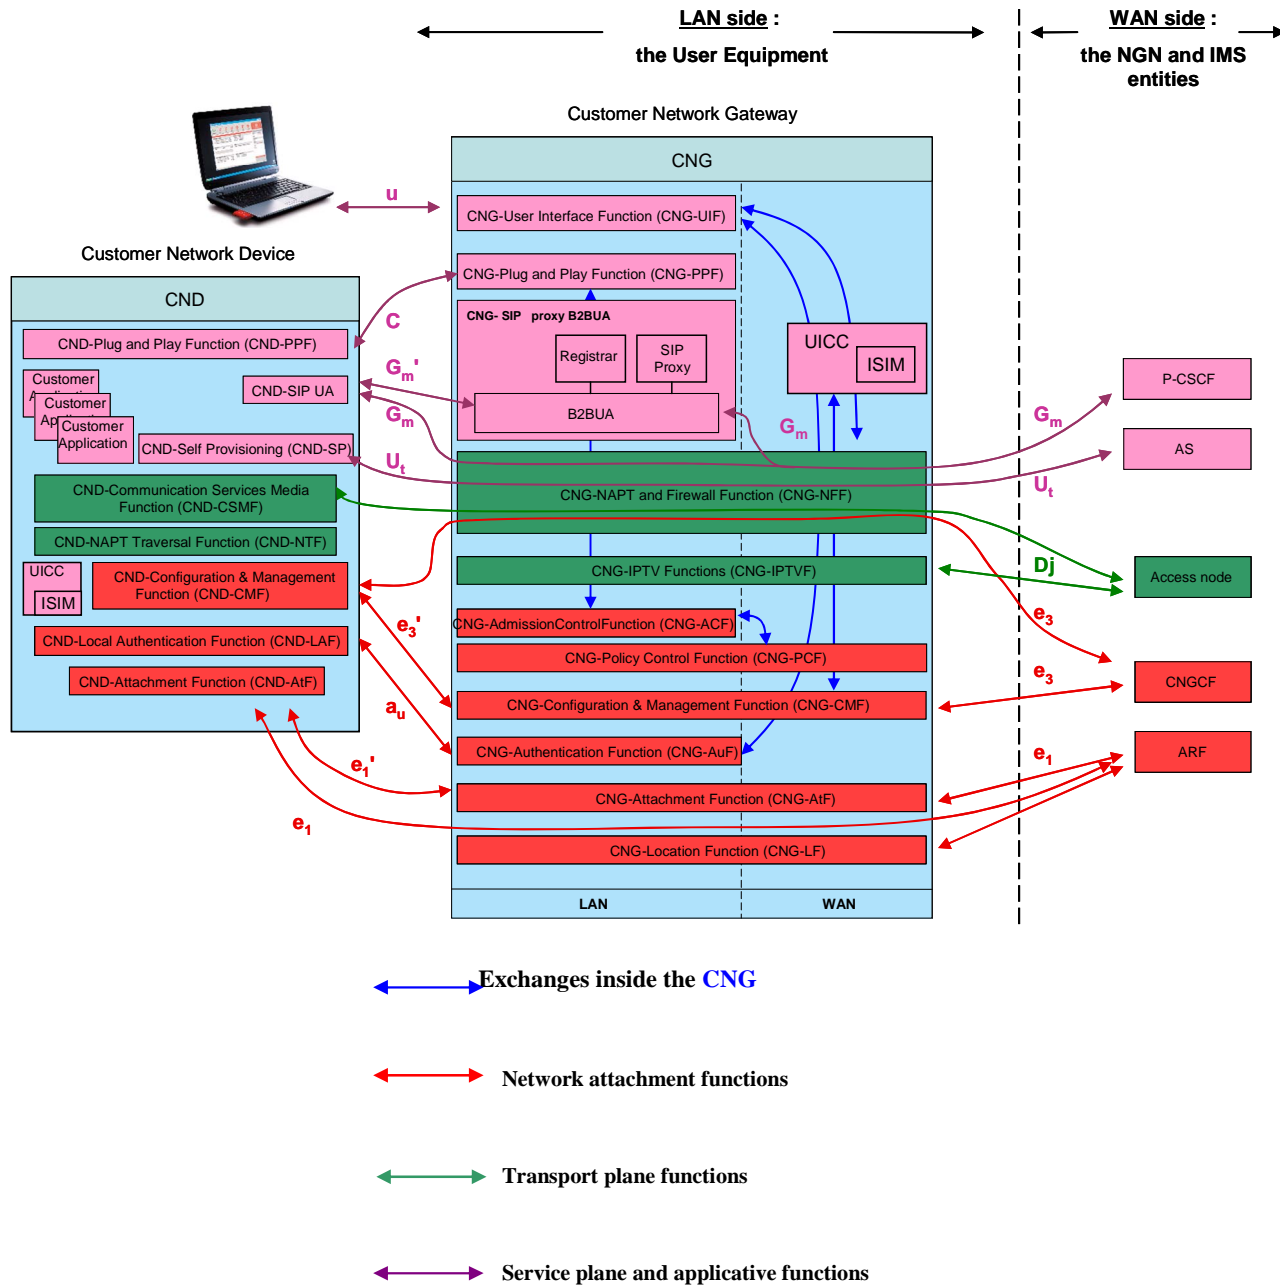 LAN side :
the User Equipment
WAN side :
the NGN and IMS
entities
Customer Network Gateway
CNG
u
CNG-User Interface Function (CNG-UIF)
Customer Network Device
CND
CNG-Plug and Play Function (CNG-PPF)
C
CNG- SIP proxy B2BUA
CND-Plug and Play Function (CND-PPF)
Registrar
SIP
Proxy
UICC
ISIM
Gm'
Customer
Customer
Customer
Application
CND-SIP UA
P-CSCF
B2BUA
Gm
Gm
Gm
CND-Self Provisioning (CND-SP)
AS
Ut
Ut
CND-Communication Services Media
Function (CND-CSMF)
CNG-NAPT and Firewall Function (CNG-NFF)
CND-NAPT Traversal Function (CND-NTF)
UICC
ISIM
CND-Configuration & Management
Function (CND-CMF)
CNG-IPTV Functions (CNG-IPTVF)
Dj
Access node
e3'
CNG-AdmissionControlFunction (CNG-ACF)
e3
CND-Local Authentication Function (CND-LAF)
CNG-Policy Control Function (CNG-PCF)
CND-Attachment Function (CND-AtF)
e3
CNGCF
au
CNG-Configuration & Management Function (CNG-CMF)
CNG-Authentication Function (CNG-AuF)
e1
ARF
e1'
CNG-Attachment Function (CNG-AtF)
e1
CNG-Location Function (CNG-LF)
LAN
WAN
Exchanges inside the CNG
Network attachment functions
Transport plane functions
Service plane and applicative functions